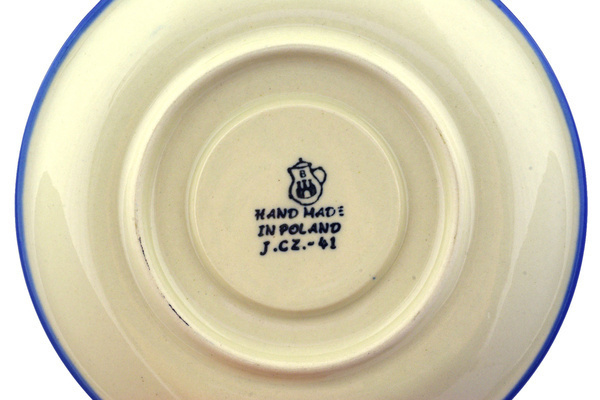 B
HAND MADE
IN POLAND
J.CZ.-41